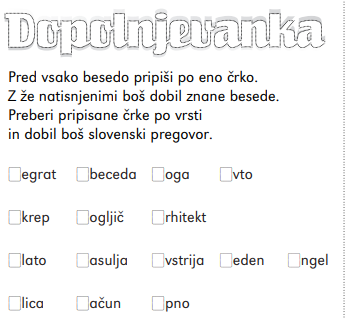 Dopolnjevanka
Pred vsako besedo pripiši po eno črko.
Z že natisnjenimi boš dobil znane besede.
Preberi pripisane črke po vrsti
in dobil boš slovenski pregovor.
egrat beceda oga vto
krep ogljič rhitekt
lato asulja vstrija eden ngel
lica ačun pno